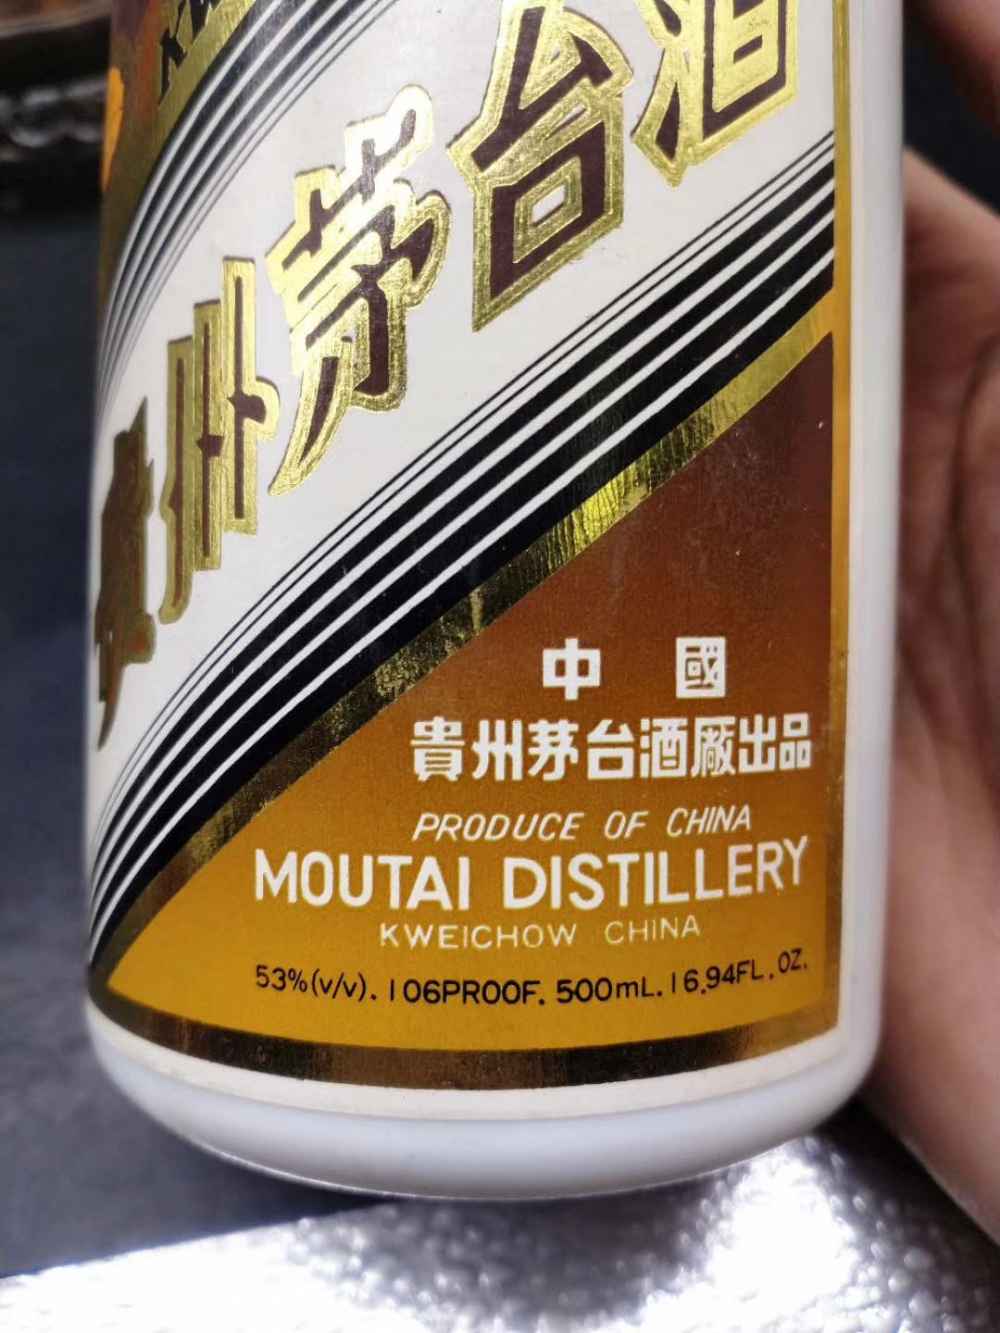 貴州茅台酒
中國
貴州茅台酒廠出品
PRODUCE OF CHINA
MOUTAI DISTILLERY
KWEICHOW CHINA
53%(v/v). 106PROOF. 500mL. 16.94FL.OZ.